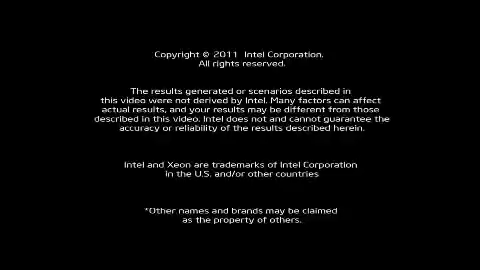 Copyright © 2011 Intel Corporation.
All rights reserved.
The results generated or scenarios described in
this video were not derived by Intel. Many factors can affect
actual results, and your results may be different from those
described in this video. Intel does not and cannot guarantee the
accuracy or reliability of the results described herein.
Intel and Xeon are trademarks of Intel Corporation
in the U.S. and/or other countries
*Other names and brands may be claimed
as the property of others.